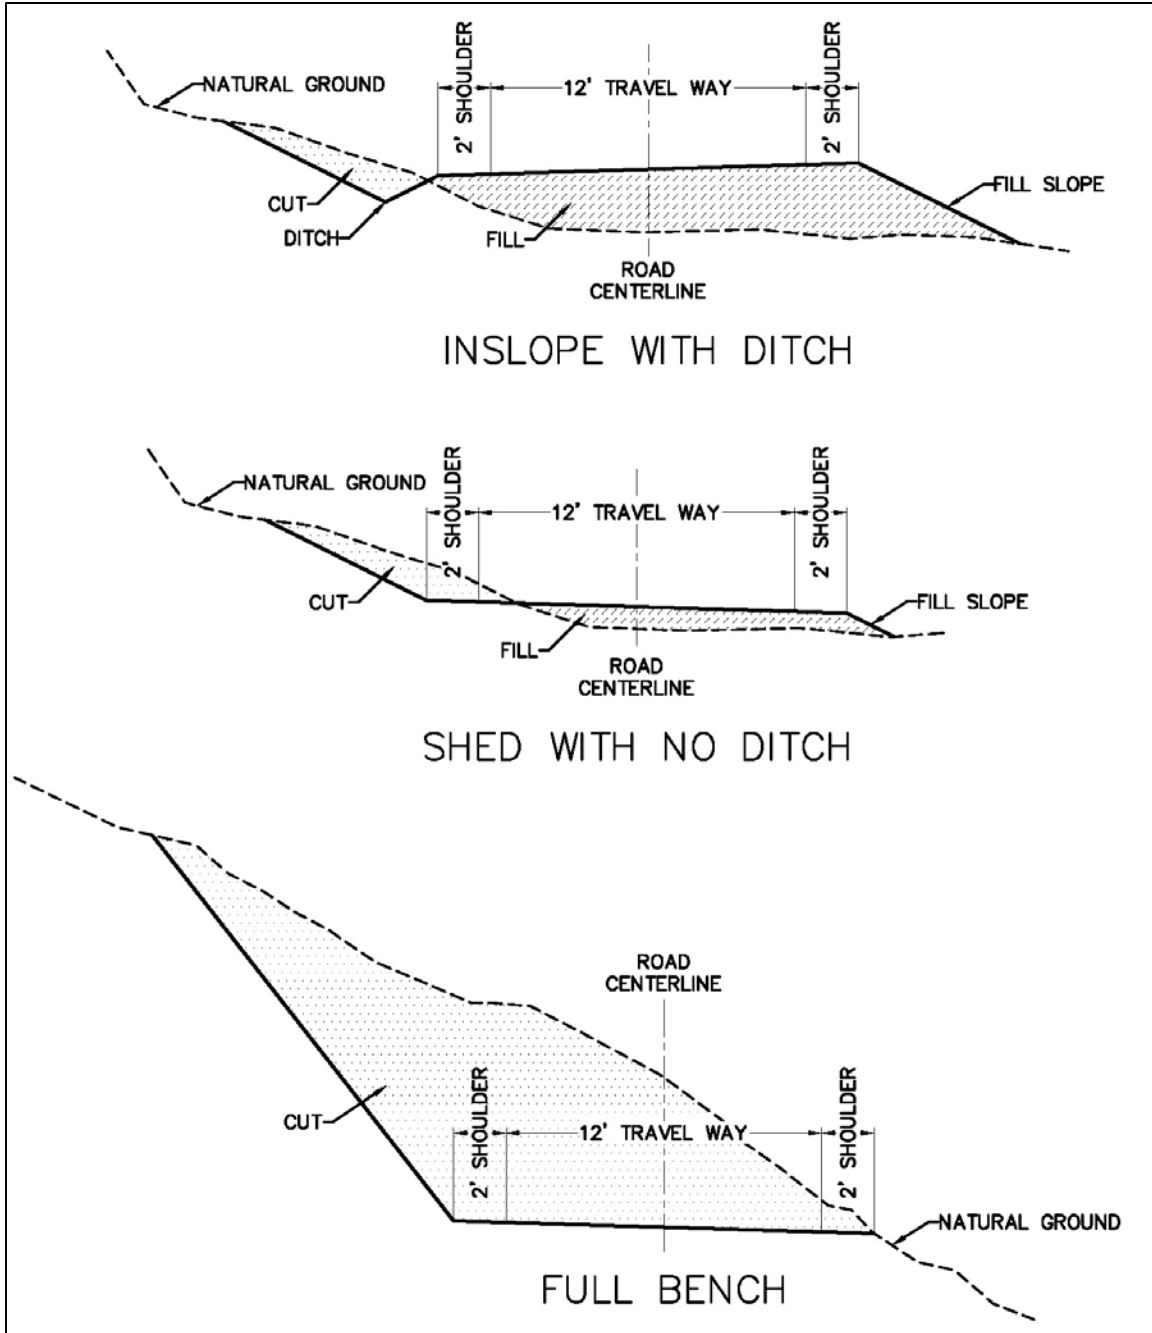 NATURAL GROUND
2' SHOULDER
12' TRAVEL WAY
2' SHOULDER
CUT
DITCH
FILL
FILL SLOPE
ROAD
CENTERLINE
INSLOPE WITH DITCH
NATURAL GROUND
2' SHOULDER
12' TRAVEL WAY
2' SHOULDER
CUT
FILL
FILL SLOPE
ROAD
CENTERLINE
SHED WITH NO DITCH
ROAD
CENTERLINE
CUT
2' SHOULDER
12' TRAVEL WAY
2' SHOULDER
NATURAL GROUND
FULL BENCH